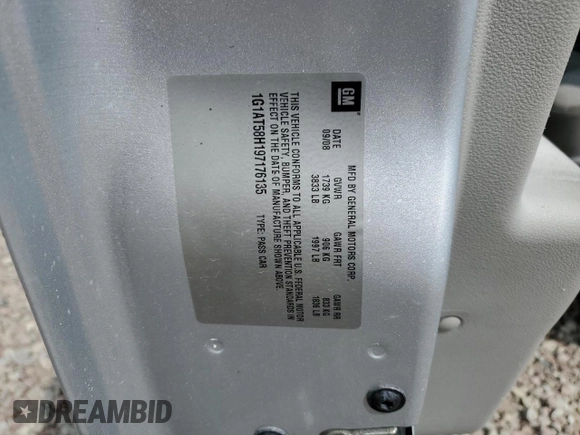 GM
MFD BY GENERAL MOTORS CORP.
DATE GVWR GAWR FRT GAWR RR
09/08 1739 KG 906 KG 833 KG
3833 LB 1997 LB 1836 LB
THIS VEHICLE CONFORMS TO ALL APPLICABLE U.S. FEDERAL MOTOR
VEHICLE SAFETY, BUMPER, AND THEFT PREVENTION STANDARDS IN
EFFECT ON THE DATE OF MANUFACTURE SHOWN ABOVE.
1G1AT58H197176135 TYPE: PASS CAR
DREAMBID